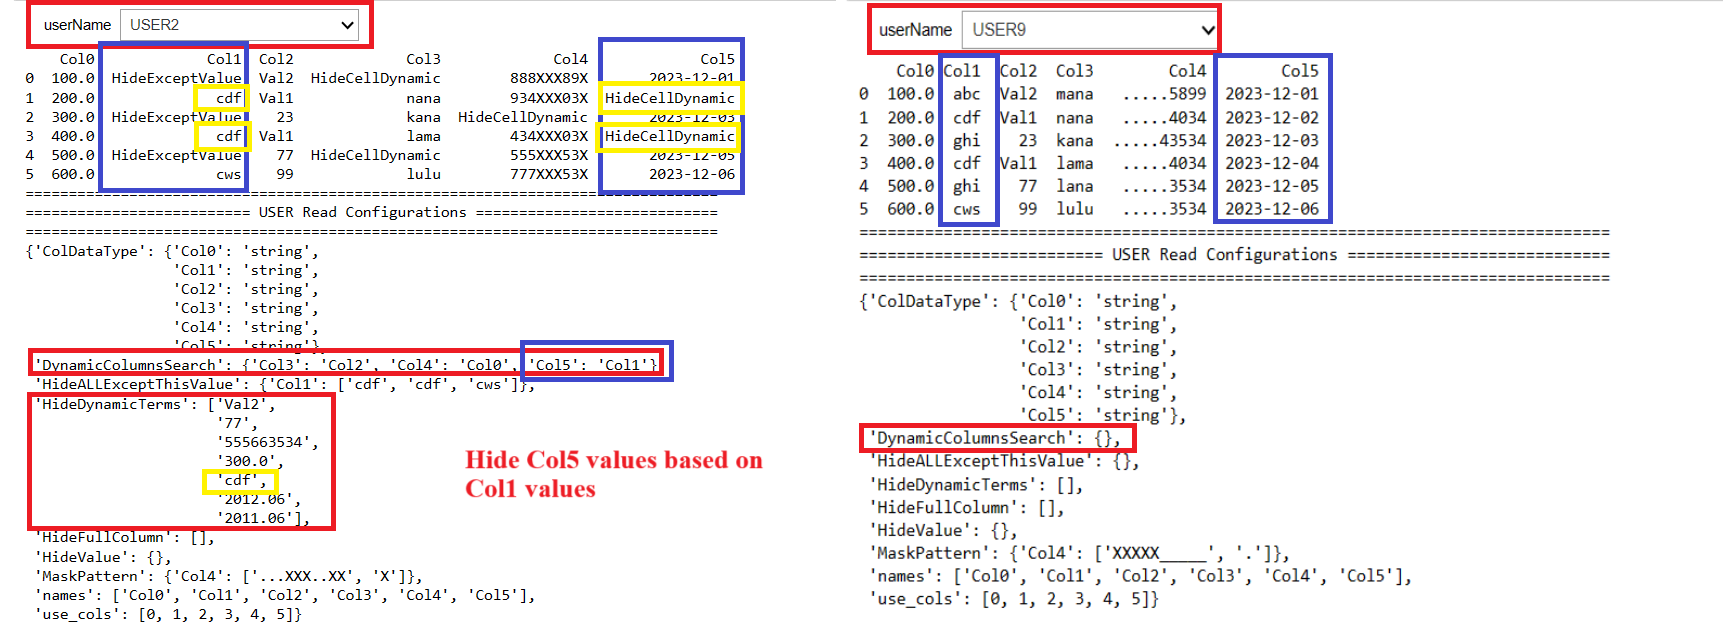 userName USER2
Col0 Col1 Col2 Col3 Col4 Col5
0 100.0 HideExceptValue Val2 HideCellDynamic 888XXX89X 2023-12-01
1 200.0 cdf Val1 nana 934XXX03X HideCellDynamic
2 300.0 HideExceptValue 23 kana HideCellDynamic 2023-12-03
3 400.0 cdf Val1 lama 434XXX03X HideCellDynamic
4 500.0 HideExceptValue 77 HideCellDynamic 555XXX53X 2023-12-05
5 600.0 cws 99 lulu 777XXX53X 2023-12-06
================================================================================
========================== USER Read Configurations ============================
================================================================================
{'ColDataType': {'Col0': 'string',
'Col1': 'string',
'Col2': 'string',
'Col3': 'string',
'Col4': 'string',
'Col5': 'string'},
'DynamicColumnsSearch': {'Col3': 'Col2', 'Col4': 'Col0', 'Col5': 'Col1'}
'HideALLExceptThisValue': {'Col1': ['cdf', 'cdf', 'cws']},
'HideDynamicTerms': ['Val2',
'77',
'555663534',
'300.0',
'cdf',
'2012.06',
'2011.06'],
'HideFullColumn': [],
'HideValue': {},
'MaskPattern': {'Col4': ['...XXX..XX', 'X']},
'names': ['Col0', 'Col1', 'Col2', 'Col3', 'Col4', 'Col5'],
'use_cols': [0, 1, 2, 3, 4, 5]}
Hide Col5 values based on
Col1 values
userName USER9
Col0 Col1 Col2 Col3 Col4 Col5
0 100.0 abc Val2 mana .....5899 2023-12-01
1 200.0 cdf Val1 nana .....4034 2023-12-02
2 300.0 ghi 23 kana .....43534 2023-12-03
3 400.0 cdf Val1 lama .....4034 2023-12-04
4 500.0 ghi 77 lana .....3534 2023-12-05
5 600.0 cws 99 lulu .....3534 2023-12-06
================================================================================
========================== USER Read Configurations ============================
================================================================================
{'ColDataType': {'Col0': 'string',
'Col1': 'string',
'Col2': 'string',
'Col3': 'string',
'Col4': 'string',
'Col5': 'string'},
'DynamicColumnsSearch': {},
'HideALLExceptThisValue': {},
'HideDynamicTerms': [],
'HideFullColumn': [],
'HideValue': {},
'MaskPattern': {'Col4': ['XXXXX_____', '.']},
'names': ['Col0', 'Col1', 'Col2', 'Col3', 'Col4', 'Col5'],
'use_cols': [0, 1, 2, 3, 4, 5]}